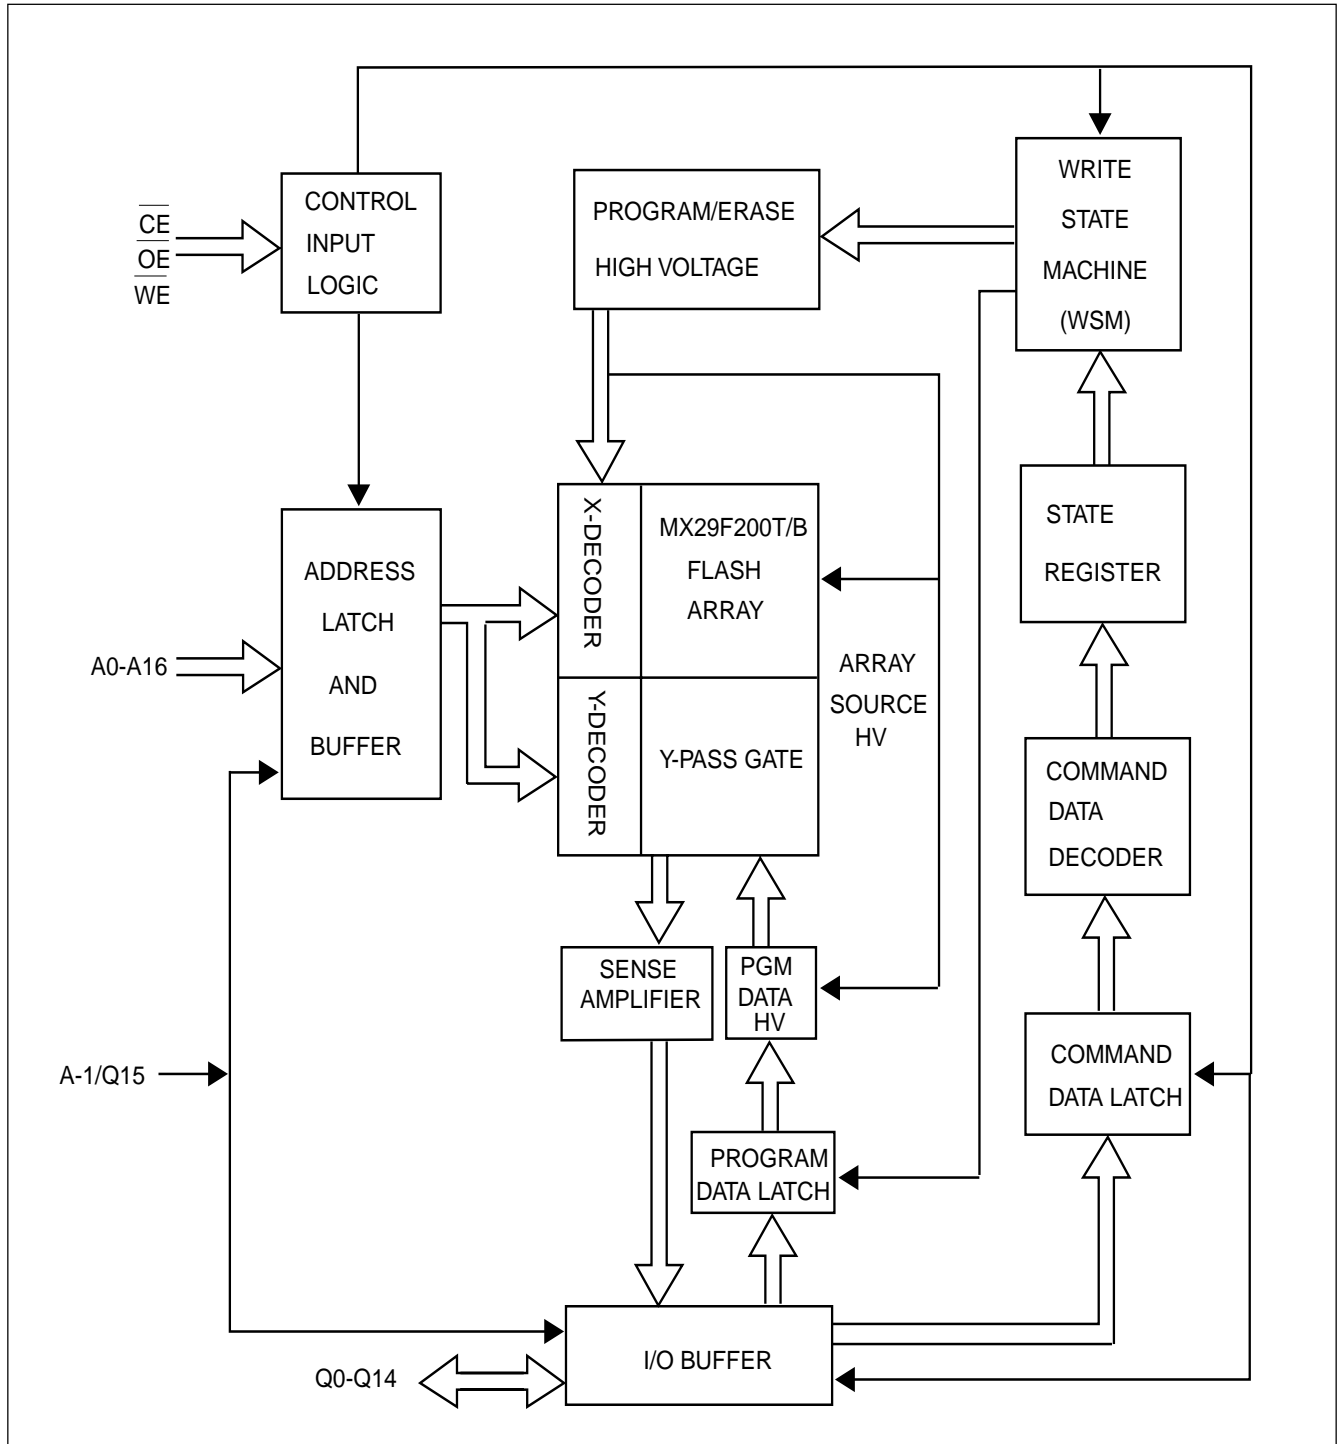 CE
OE
WE
CONTROL
INPUT
LOGIC
PROGRAM/ERASE
HIGH VOLTAGE
WRITE
STATE
MACHINE
(WSM)
STATE
REGISTER
A0-A16
ADDRESS
LATCH
AND
BUFFER
X-DECODER
MX29F200T/B
FLASH
ARRAY
Y-DECODER
Y-PASS GATE
ARRAY
SOURCE
HV
COMMAND
DATA
DECODER
SENSE
AMPLIFIER
PGM
DATA
HV
COMMAND
DATA LATCH
A-1/Q15
PROGRAM
DATA LATCH
Q0-Q14
I/O BUFFER